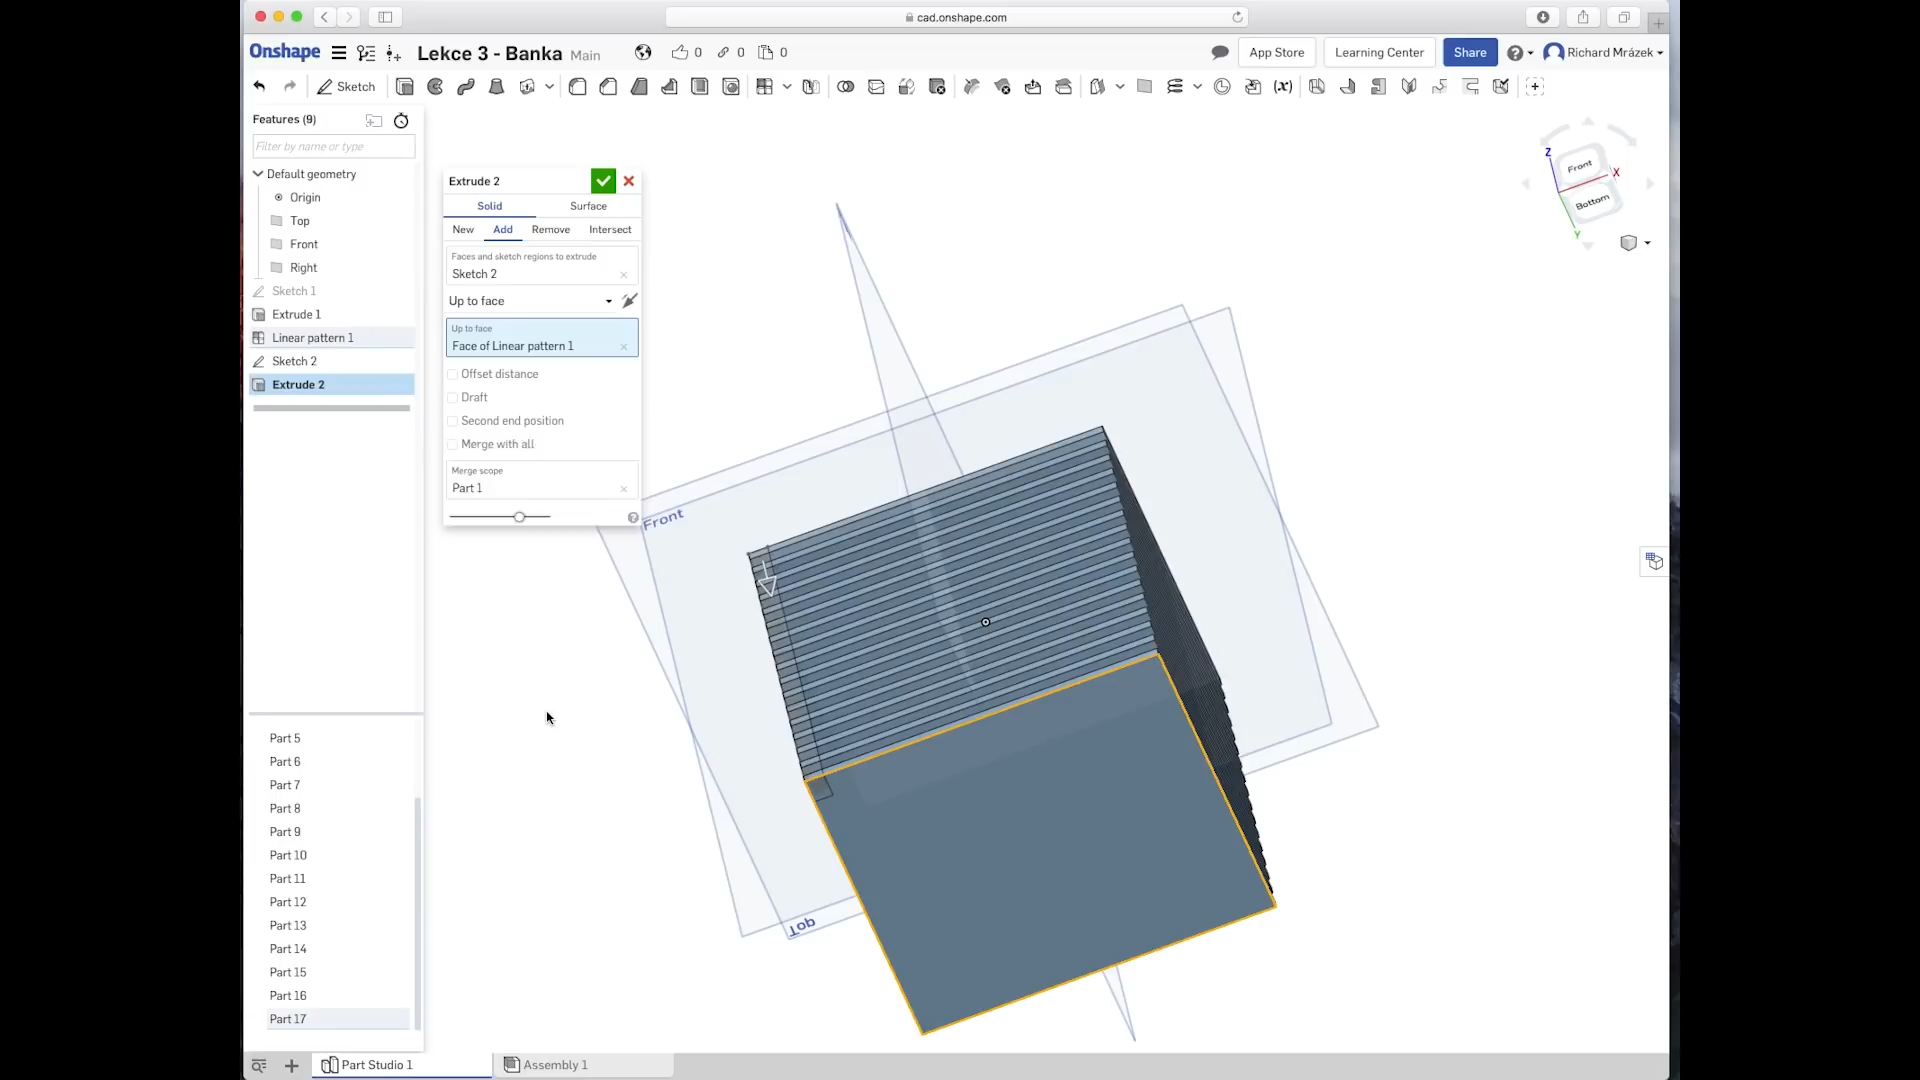 cad.onshape.com
Onshape
Lekce 3 - Banka Main
0
0
0
App Store
Learning Center
Share
Richard Mrázek
Sketch
(x)
Features (9)
Filter by name or type
Default geometry
Origin
Top
Front
Right
Sketch 1
Extrude 1
Linear pattern 1
Sketch 2
Extrude 2
Part 5
Part 6
Part 7
Part 8
Part 9
Part 10
Part 11
Part 12
Part 13
Part 14
Part 15
Part 16
Part 17
Extrude 2
Solid
Surface
New
Add
Remove
Intersect
Faces and sketch regions to extrude
Sketch 2
Up to face
Up to face
Face of Linear pattern 1
Offset distance
Draft
Second end position
Merge with all
Merge scope
Part 1
Front
Top
Z
Front
X
Bottom
Y
Part Studio 1
Assembly 1